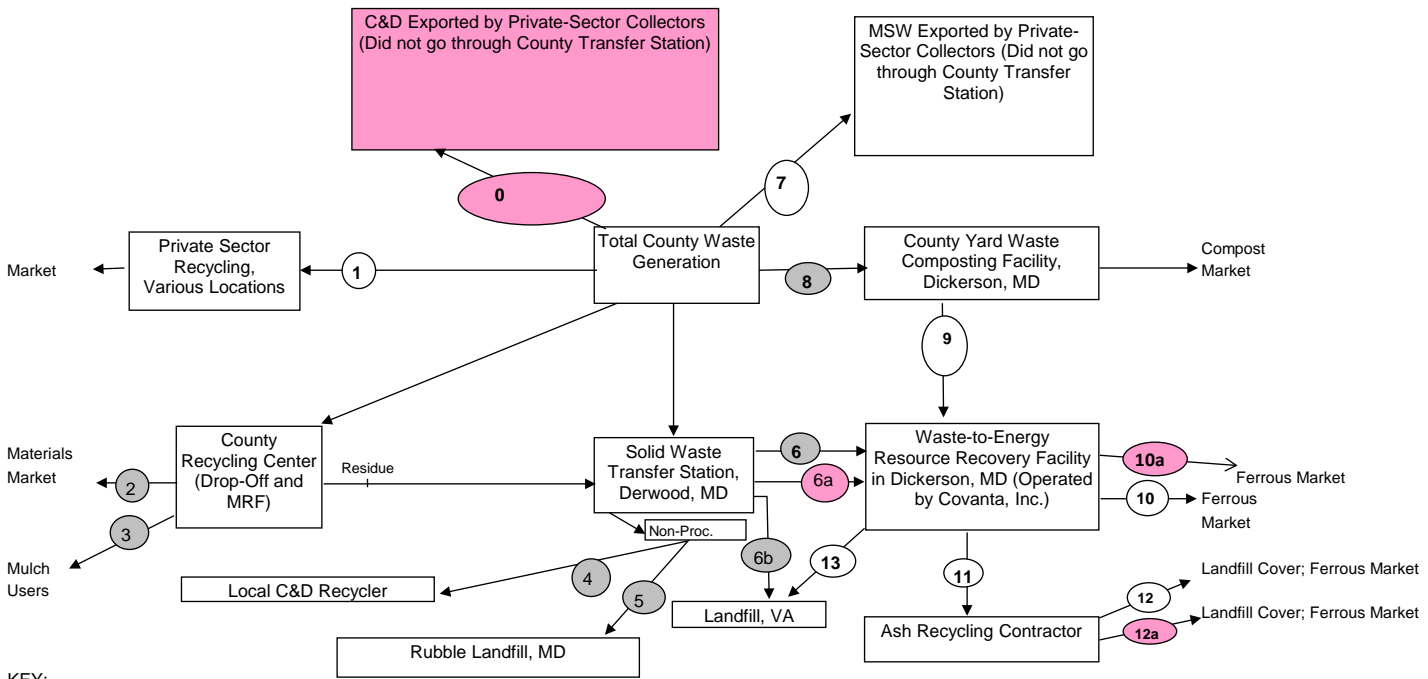 C&D Exported by Private-Sector Collectors
(Did not go through County Transfer Station)
MSW Exported by Private-
Sector Collectors (Did not go
through County Transfer
Station)
0
7
Market
Private Sector
Recycling,
Various Locations
1
Total County Waste
Generation
8
County Yard Waste
Composting Facility,
Dickerson, MD
Compost
Market
9
Materials
Market
2
3
Mulch
Users
County
Recycling Center
(Drop-Off and
MRF)
Residue
Solid Waste
Transfer Station,
Derwood, MD
6
6a
Waste-to-Energy
Resource Recovery Facility
in Dickerson, MD (Operated
by Covanta, Inc.)
10a
Ferrous Market
10
Ferrous
Market
Non-Proc.
6b
13
11
4
5
Local C&D Recycler
Landfill, VA
Rubble Landfill, MD
Ash Recycling Contractor
12
Landfill Cover; Ferrous Market
12a
Landfill Cover; Ferrous Market
KEY: